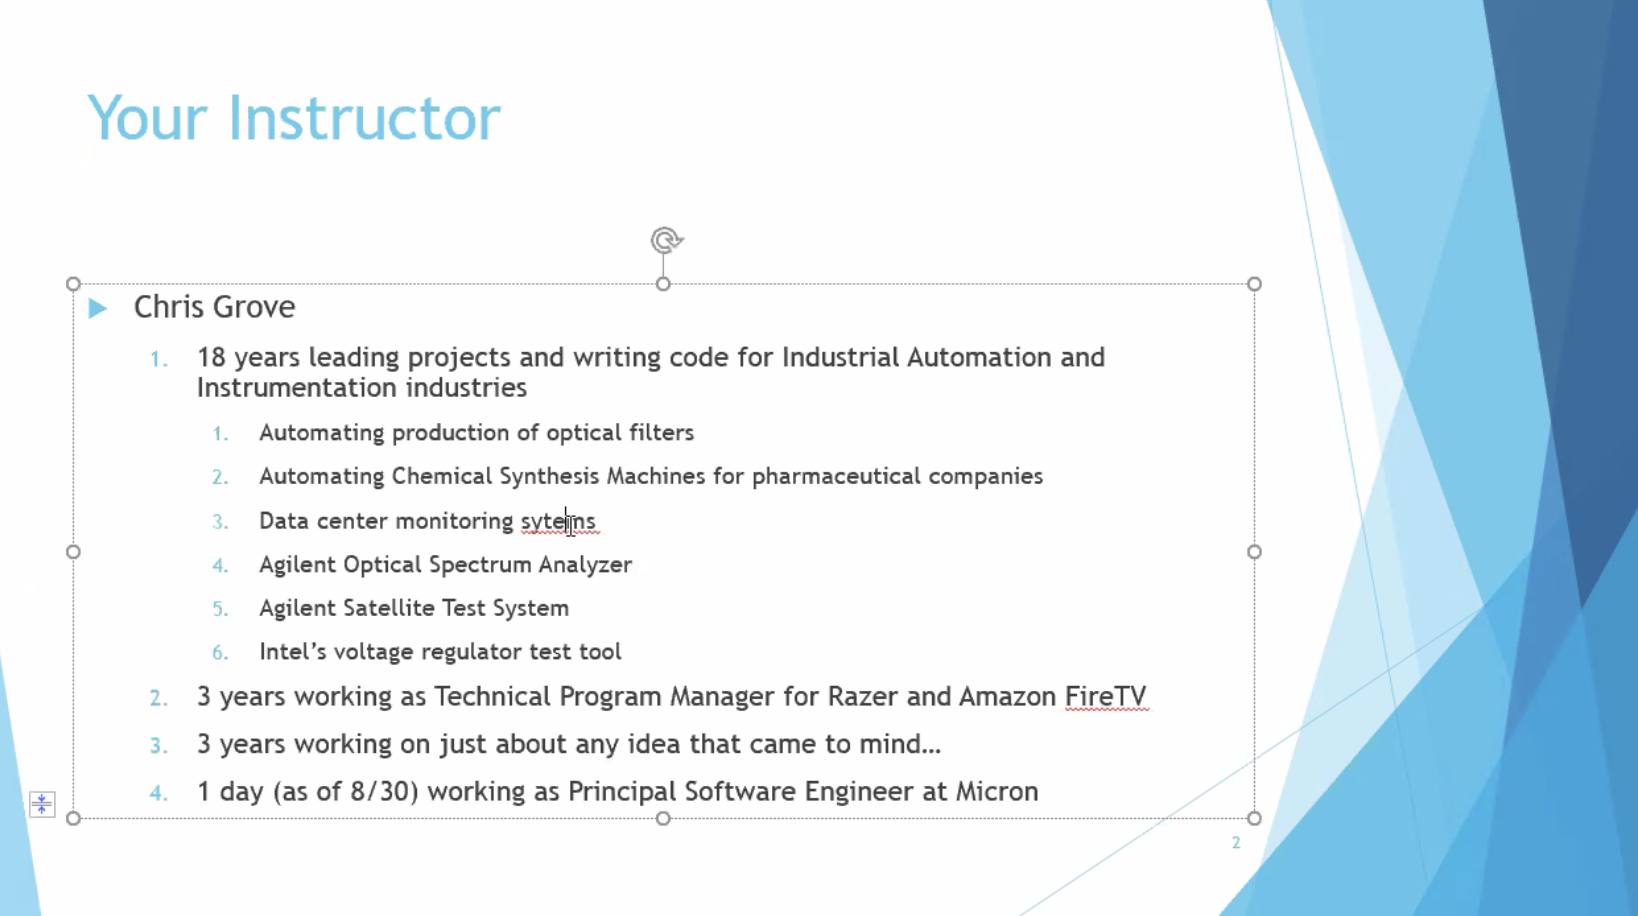 Your Instructor
Chris Grove
1. 18 years leading projects and writing code for Industrial Automation and
Instrumentation industries
1. Automating production of optical filters
2. Automating Chemical Synthesis Machines for pharmaceutical companies
3. Data center monitoring sytems
4. Agilent Optical Spectrum Analyzer
5. Agilent Satellite Test System
6. Intel’s voltage regulator test tool
2. 3 years working as Technical Program Manager for Razer and Amazon FireTV
3. 3 years working on just about any idea that came to mind…
4. 1 day (as of 8/30) working as Principal Software Engineer at Micron
2